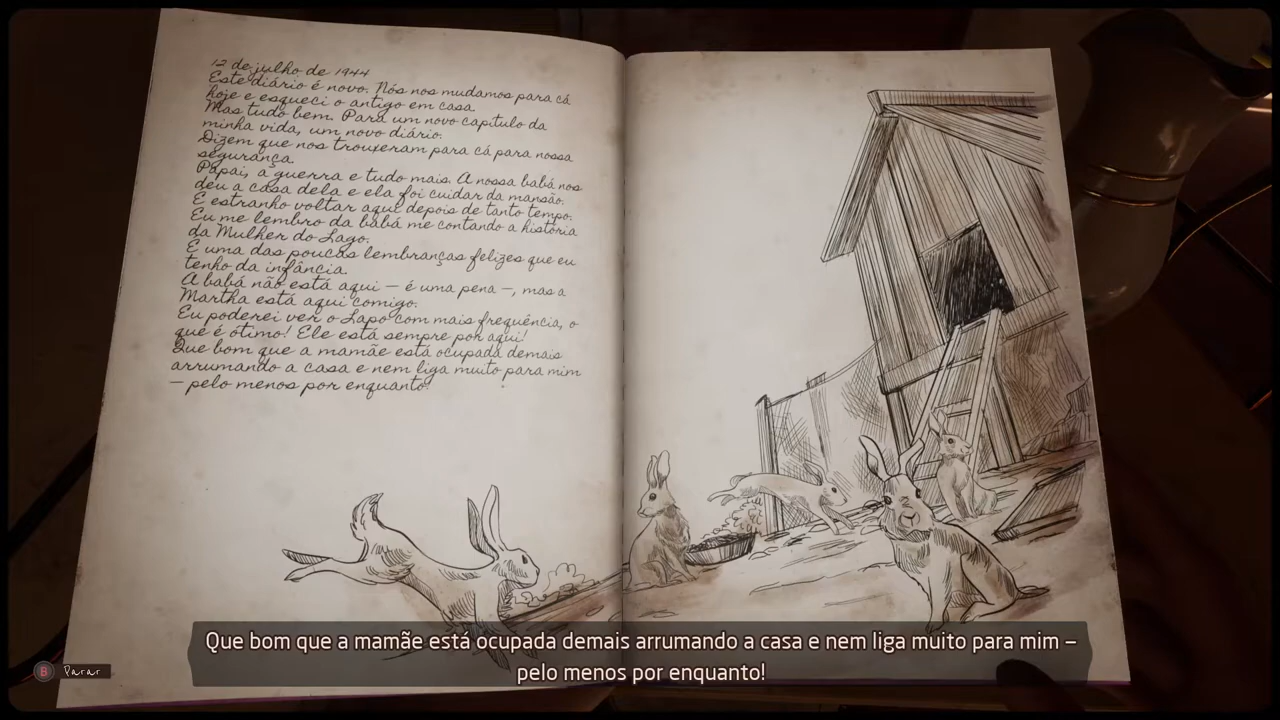 12 de julho de 1944
Este diário é novo. Nós nos mudamos para cá
hoje e esqueci o antigo em casa.
Mas tudo bem. Para um novo capítulo da
minha vida, um novo diário.
Dizem que nos trouxeram para cá para nossa
segurança.
Papai, a guerra e tudo mais. A nossa babá nos
deu a casa dela e ela foi cuidar da mansão.
É estranho voltar aqui depois de tanto tempo.
Eu me lembro da babá me contando a história
da Mulher do Lago.
É uma das poucas lembranças felizes que eu
tenho da infância.
A babá não está aqui – é uma pena –, mas a
Martha está aqui comigo.
Eu poderei ver o Lapo com mais frequência, o
que é ótimo! Ele está sempre por aqui!
Que bom que a mamãe está ocupada demais
arrumando a casa e nem liga muito para mim
– pelo menos por enquanto!
Que bom que a mamãe está ocupada demais arrumando a casa e nem liga muito para mim –
pelo menos por enquanto!
B Parar